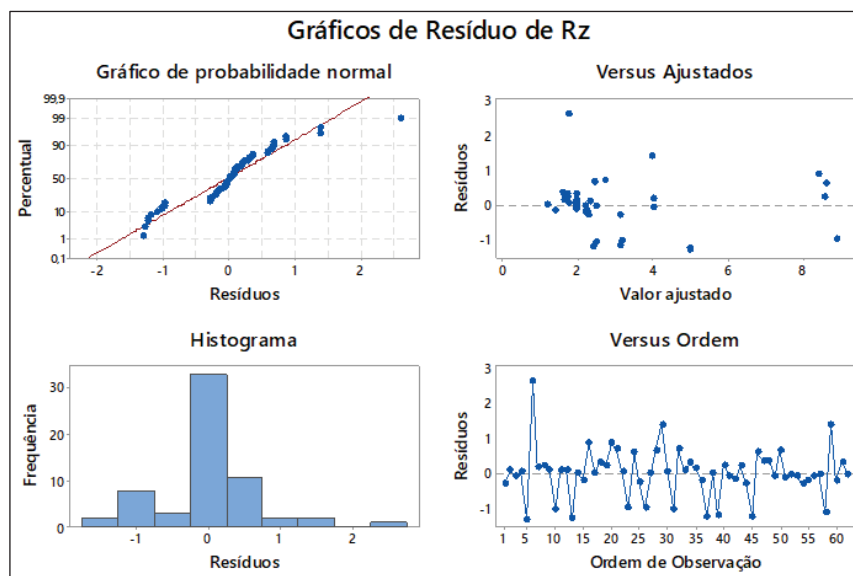 Gráficos de Resíduo de Rz
Gráfico de probabilidade normal
Percentual
99,9
99
90
50
10
1
0,1
-2 -1 0 1 2
Resíduos
Versus Ajustados
Resíduos
3
2
1
0
-1
0 2 4 6 8
Valor ajustado
Histograma
Frequência
30
20
10
0
-1 0 1 2
Resíduos
Versus Ordem
Resíduos
3
2
1
0
-1
1 5 10 15 20 25 30 35 40 45 50 55 60
Ordem de Observação